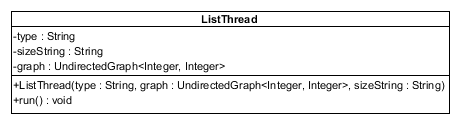 ListThread
-type : String
-sizeString : String
-graph : UndirectedGraph<Integer, Integer>
+ListThread(type : String, graph : UndirectedGraph<Integer, Integer>, sizeString : String)
+run() : void